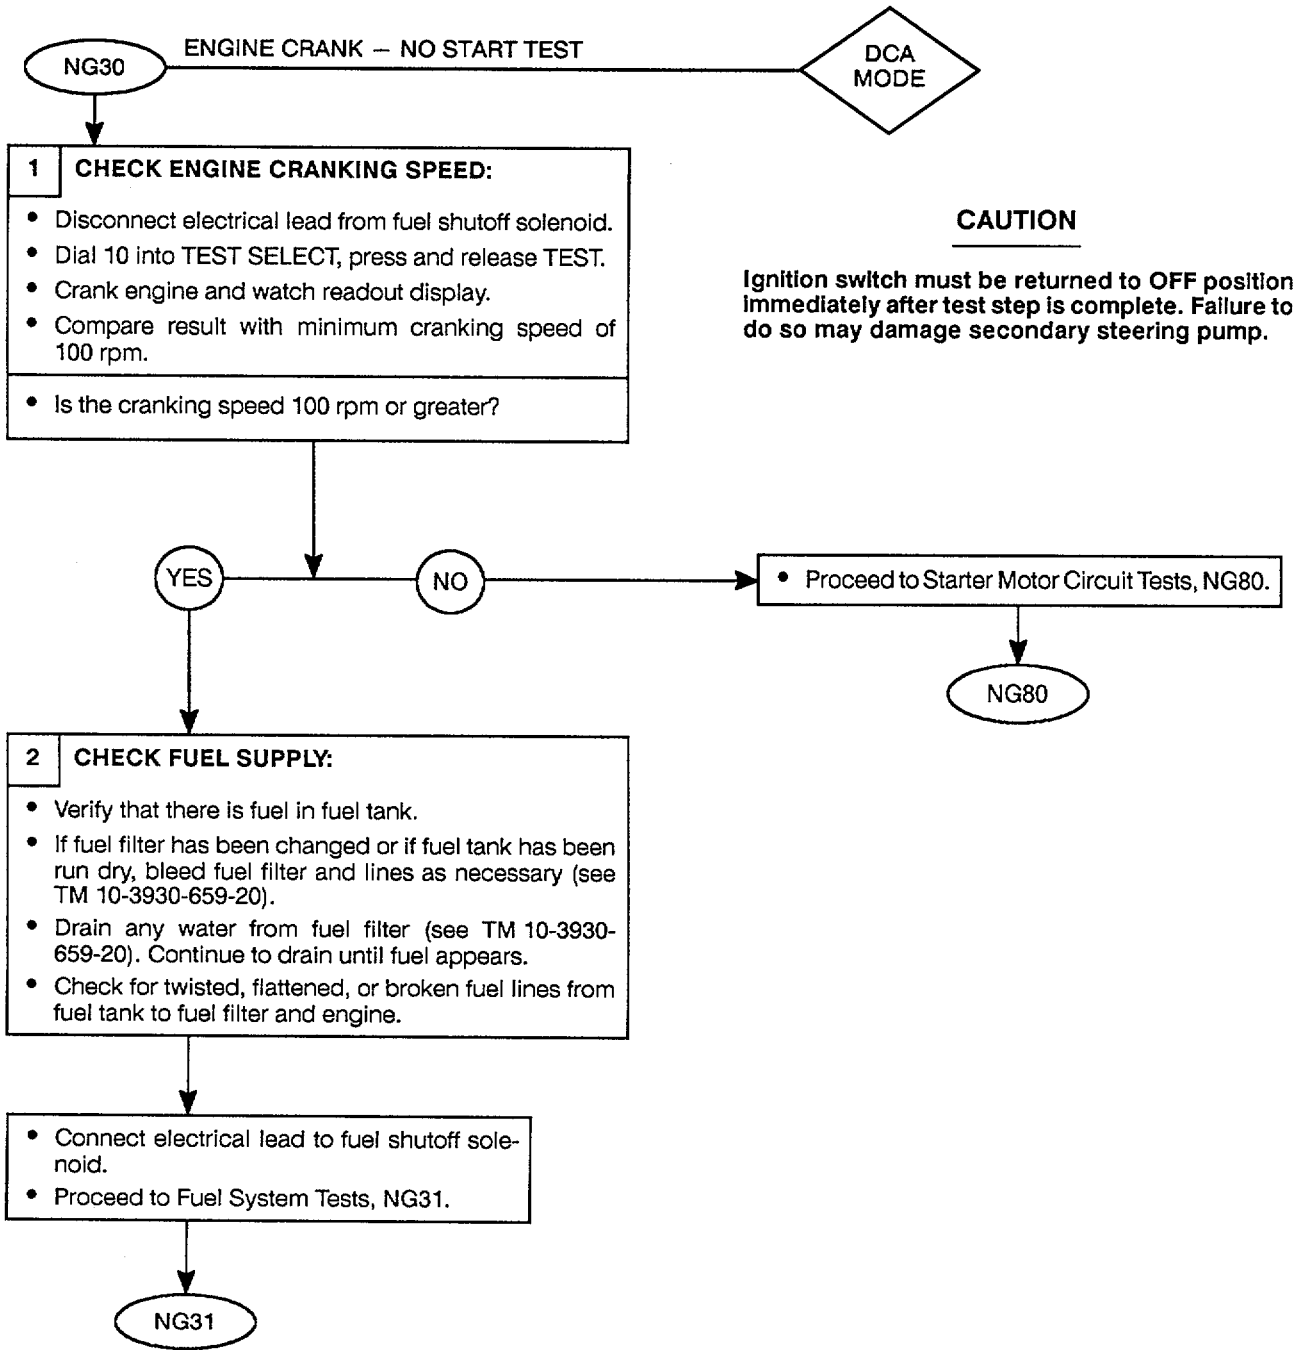 NG30
ENGINE CRANK — NO START TEST
DCA
MODE
1 CHECK ENGINE CRANKING SPEED:
• Disconnect electrical lead from fuel shutoff solenoid.
• Dial 10 into TEST SELECT, press and release TEST.
• Crank engine and watch readout display.
• Compare result with minimum cranking speed of
100 rpm.
• Is the cranking speed 100 rpm or greater?
CAUTION
Ignition switch must be returned to OFF position
immediately after test step is complete. Failure to
do so may damage secondary steering pump.
YES
NO
• Proceed to Starter Motor Circuit Tests, NG80.
NG80
2 CHECK FUEL SUPPLY:
• Verify that there is fuel in fuel tank.
• If fuel filter has been changed or if fuel tank has been
run dry, bleed fuel filter and lines as necessary (see
TM 10-3930-659-20).
• Drain any water from fuel filter (see TM 10-3930-
659-20). Continue to drain until fuel appears.
• Check for twisted, flattened, or broken fuel lines from
fuel tank to fuel filter and engine.
• Connect electrical lead to fuel shutoff sole-
noid.
• Proceed to Fuel System Tests, NG31.
NG31